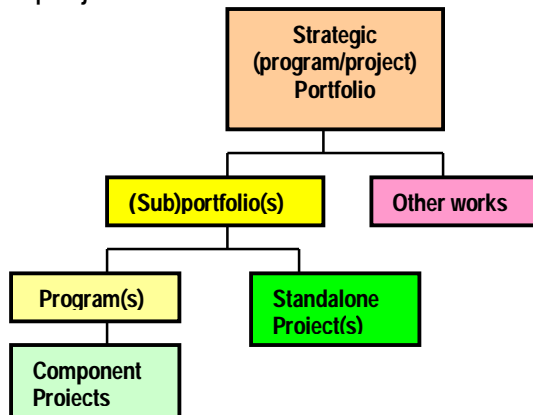 Strategic
(program/project)
Portfolio
(Sub)portfolio(s)
Other works
Program(s)
Standalone
Project(s)
Component
Projects